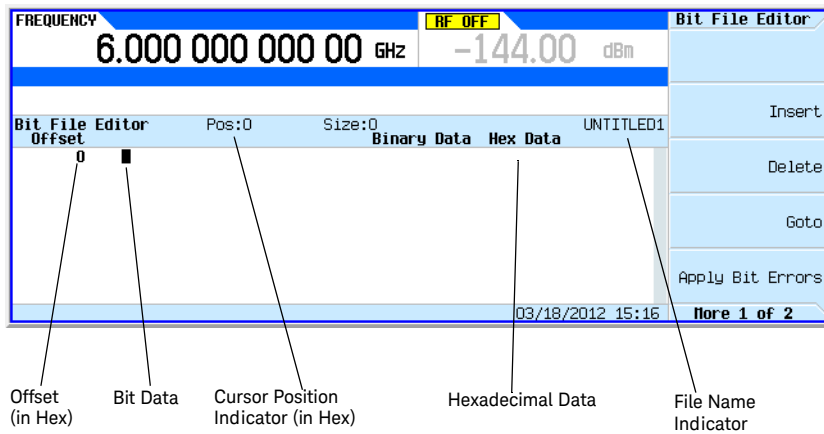 FREQUENCY
RF OFF
Bit File Editor
6.000 000 000 00 GHz
-144.00 dBm
Insert
Bit File Editor Pos:0 Size:0 UNTITLED1
Offset Binary Data Hex Data
0
Delete
Goto
Apply Bit Errors
03/18/2012 15:16
More 1 of 2
Offset
(in Hex)
Bit Data
Cursor Position
Indicator (in Hex)
Hexadecimal Data
File Name
Indicator